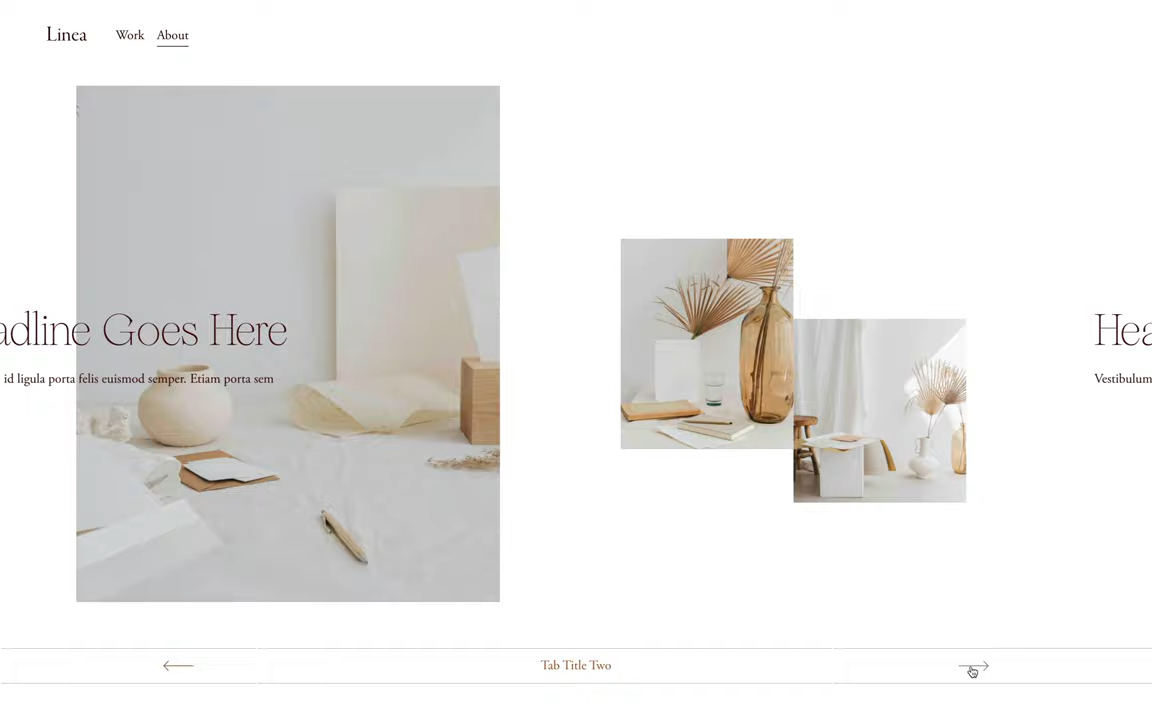 Linea Work About
adline Goes Here
id ligula porta felis euismod semper. Etiam porta sem
Hea
Vestibulum
Tab Title Two